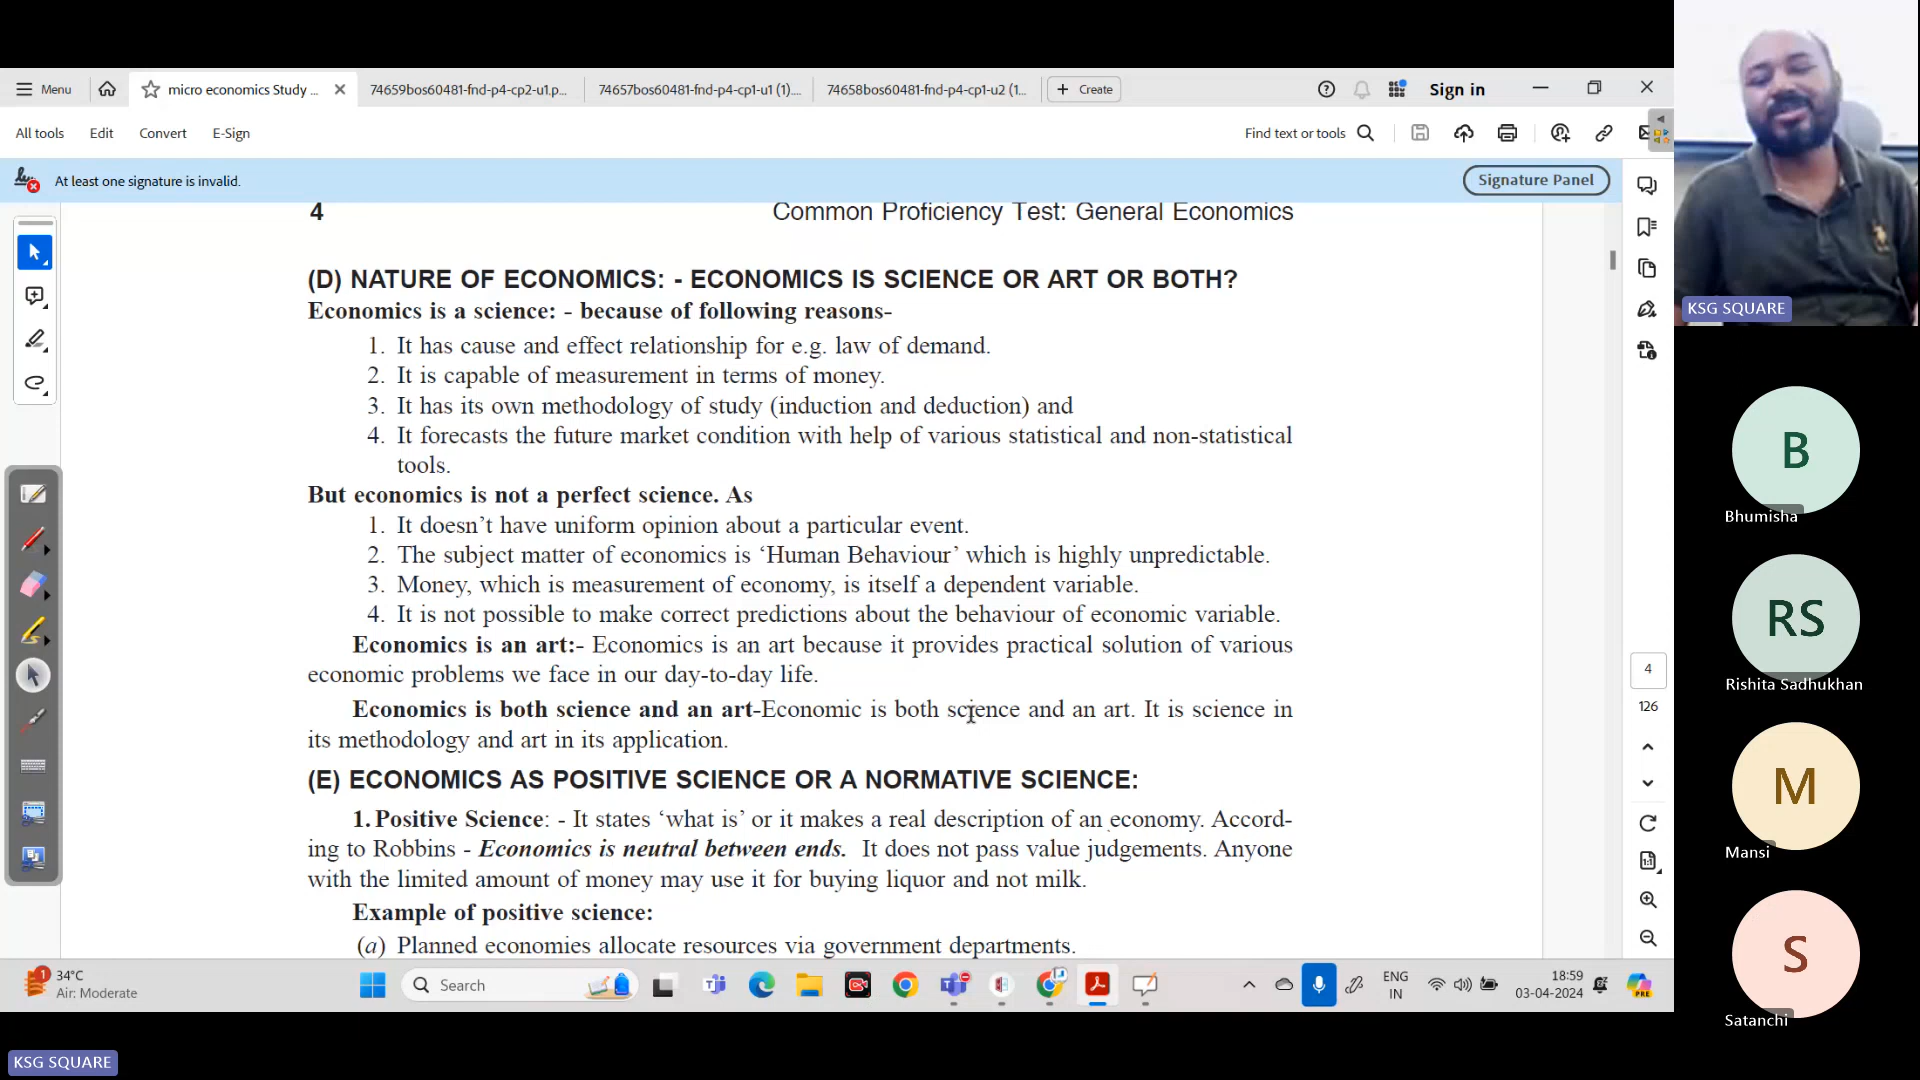 Menu
micro economics Study ...
74659bos60481-fnd-p4-cp2-u1.p...
74657bos60481-fnd-p4-cp1-u1 (1)....
74658bos60481-fnd-p4-cp1-u2 (1...
Create
Sign in
All tools
Edit
Convert
E-Sign
Find text or tools
At least one signature is invalid.
Signature Panel
4
Common Proficiency Test: General Economics
(D) NATURE OF ECONOMICS: - ECONOMICS IS SCIENCE OR ART OR BOTH?
Economics is a science: - because of following reasons-
1. It has cause and effect relationship for e.g. law of demand.
2. It is capable of measurement in terms of money.
3. It has its own methodology of study (induction and deduction) and
4. It forecasts the future market condition with help of various statistical and non-statistical
tools.
But economics is not a perfect science. As
1. It doesn’t have uniform opinion about a particular event.
2. The subject matter of economics is ‘Human Behaviour’ which is highly unpredictable.
3. Money, which is measurement of economy, is itself a dependent variable.
4. It is not possible to make correct predictions about the behaviour of economic variable.
Economics is an art:- Economics is an art because it provides practical solution of various
economic problems we face in our day-to-day life.
Economics is both science and an art-Economic is both science and an art. It is science in
its methodology and art in its application.
(E) ECONOMICS AS POSITIVE SCIENCE OR A NORMATIVE SCIENCE:
1. Positive Science: - It states ‘what is’ or it makes a real description of an economy. Accord-
ing to Robbins - Economics is neutral between ends. It does not pass value judgements. Anyone
with the limited amount of money may use it for buying liquor and not milk.
Example of positive science:
(a) Planned economies allocate resources via government departments.
4
126
KSG SQUARE
B
Bhumisha
RS
Rishita Sadhukhan
M
Mansi
S
Satanchi
1
34°C
Air: Moderate
Search
ENG
IN
18:59
03-04-2024
PRE
KSG SQUARE